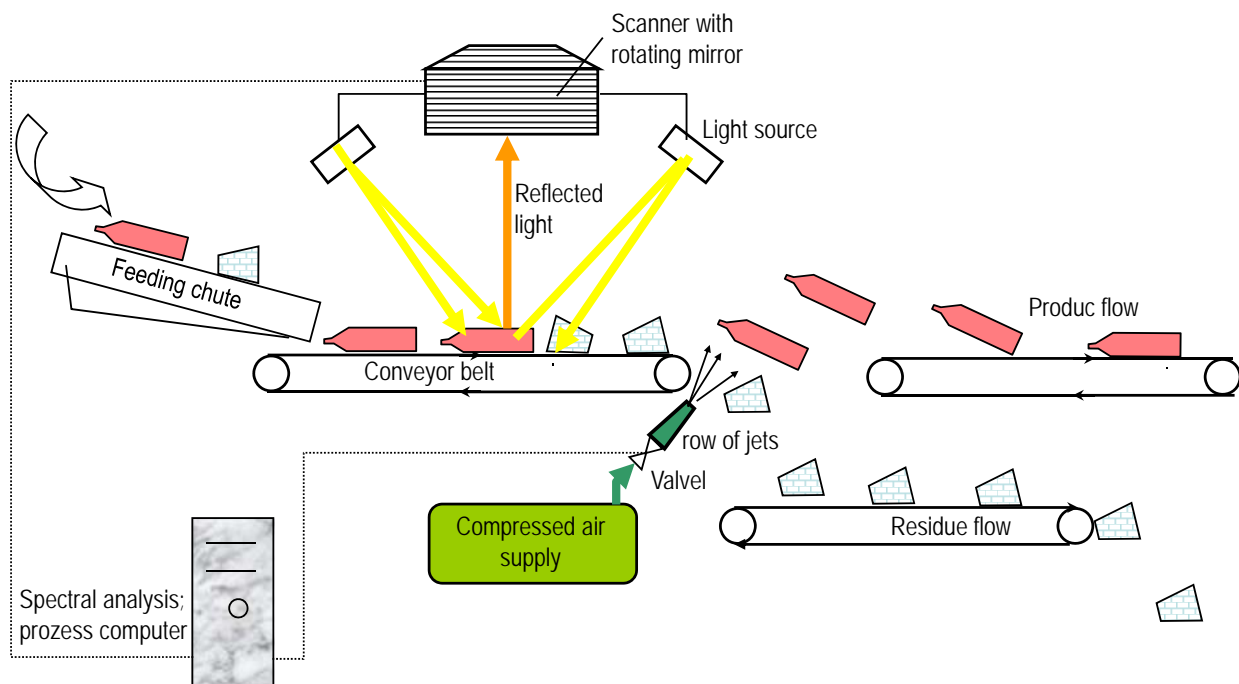 Scanner with
rotating mirror
Light source
Reflected
light
Feeding chute
Produc flow
Conveyor belt
row of jets
Valvel
Compressed air
supply
Residue flow
Spectral analysis;
prozess computer